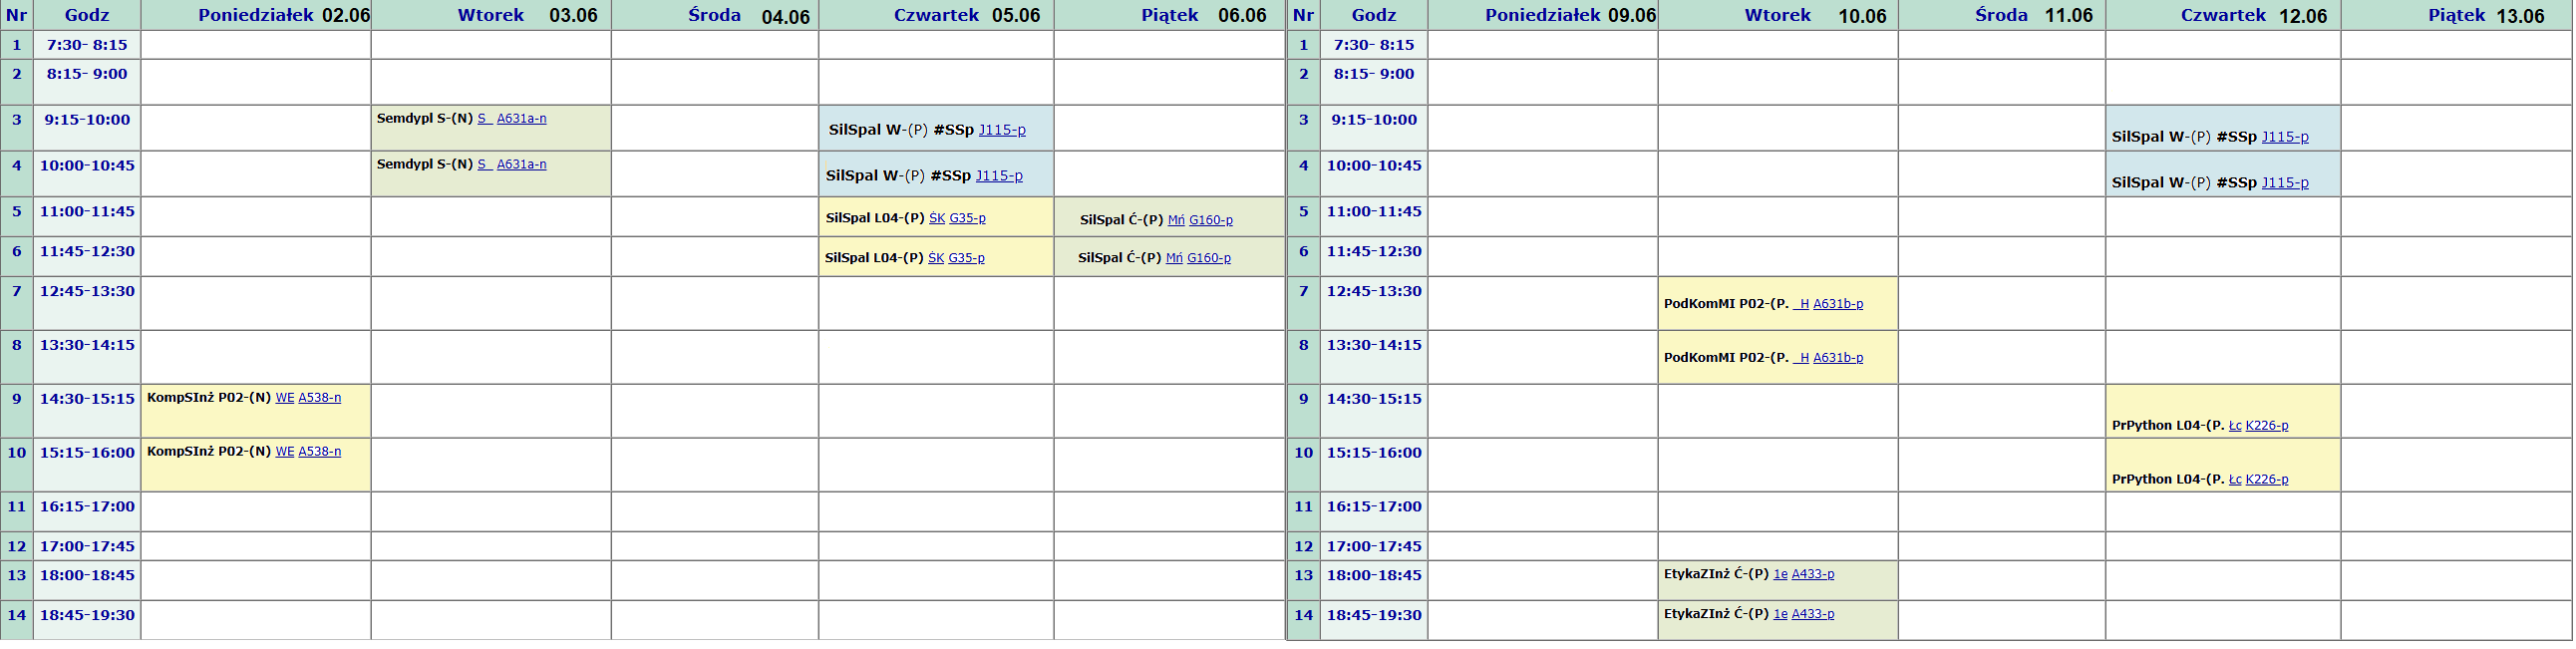 Nr Godz Poniedziałek 02.06 Wtorek 03.06 Środa 04.06 Czwartek 05.06 Piątek 06.06 Nr Godz Poniedziałek 09.06 Wtorek 10.06 Środa 11.06 Czwartek 12.06 Piątek 13.06
1 7:30- 8:15 1 7:30- 8:15
2 8:15- 9:00 2 8:15- 9:00
3 9:15-10:00 Semdypl S-(N) S_ A631a-n SilSpal W-(P) #SSp J115-p 3 9:15-10:00 SilSpal W-(P) #SSp J115-p
4 10:00-10:45 Semdypl S-(N) S_ A631a-n SilSpal W-(P) #SSp J115-p 4 10:00-10:45 SilSpal W-(P) #SSp J115-p
5 11:00-11:45 SilSpal L04-(P) ŚK G35-p SilSpal Ć-(P) Mń G160-p 5 11:00-11:45
6 11:45-12:30 SilSpal L04-(P) ŚK G35-p SilSpal Ć-(P) Mń G160-p 6 11:45-12:30
7 12:45-13:30 7 12:45-13:30 PodKomMI P02-(P. _H A631b-p
8 13:30-14:15 8 13:30-14:15 PodKomMI P02-(P. _H A631b-p
9 14:30-15:15 KompSInż P02-(N) WE A538-n 9 14:30-15:15 PrPython L04-(P. Łc K226-p
10 15:15-16:00 KompSInż P02-(N) WE A538-n 10 15:15-16:00 PrPython L04-(P. Łc K226-p
11 16:15-17:00 11 16:15-17:00
12 17:00-17:45 12 17:00-17:45
13 18:00-18:45 13 18:00-18:45 EtykaZInż Ć-(P) 1e A433-p
14 18:45-19:30 14 18:45-19:30 EtykaZInż Ć-(P) 1e A433-p